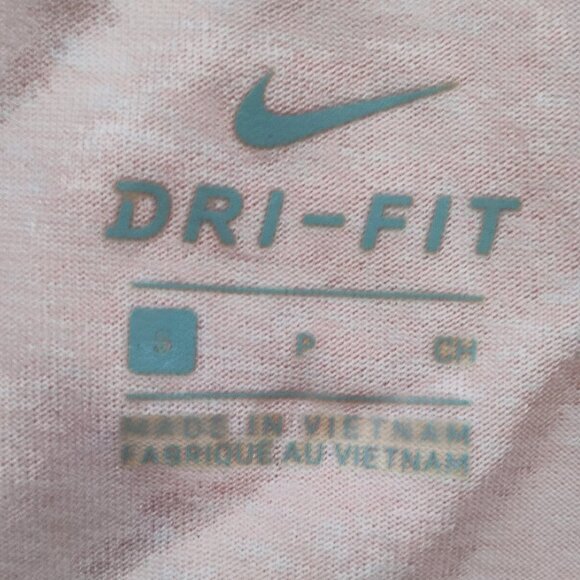 DRI-FIT
S P CH
MADE IN VIETNAM
FABRIQUÉ AU VIETNAM